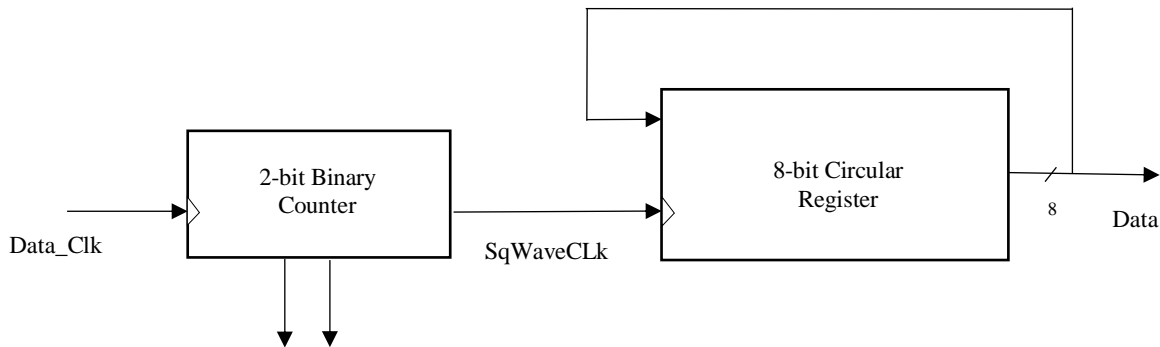 2-bit Binary
Counter
8-bit Circular
Register
Data_Clk
SqWaveCLk
8
Data